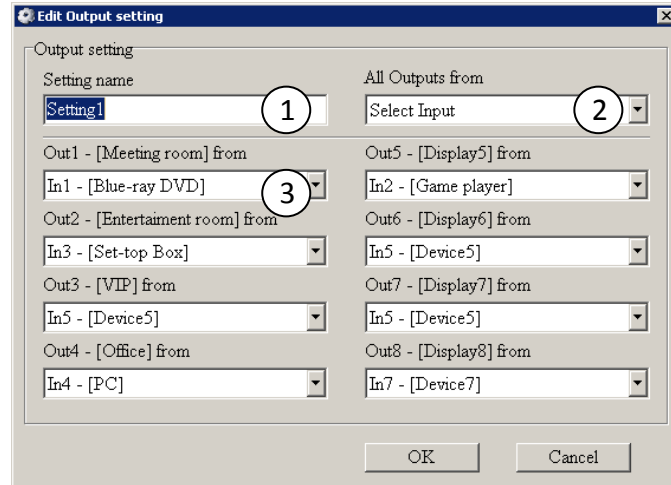 Edit Output setting
Output setting
Setting name
All Outputs from
Setting1
1
Select Input
2
Out1 - [Meeting room] from
Out5 - [Display5] from
In1 - [Blue-ray DVD]
3
In2 - [Game player]
Out2 - [Entertaiment room] from
Out6 - [Display6] from
In3 - [Set-top Box]
In5 - [Device5]
Out3 - [VIP] from
Out7 - [Display7] from
In5 - [Device5]
In5 - [Device5]
Out4 - [Office] from
Out8 - [Display8] from
In4 - [PC]
In7 - [Device7]
OK
Cancel